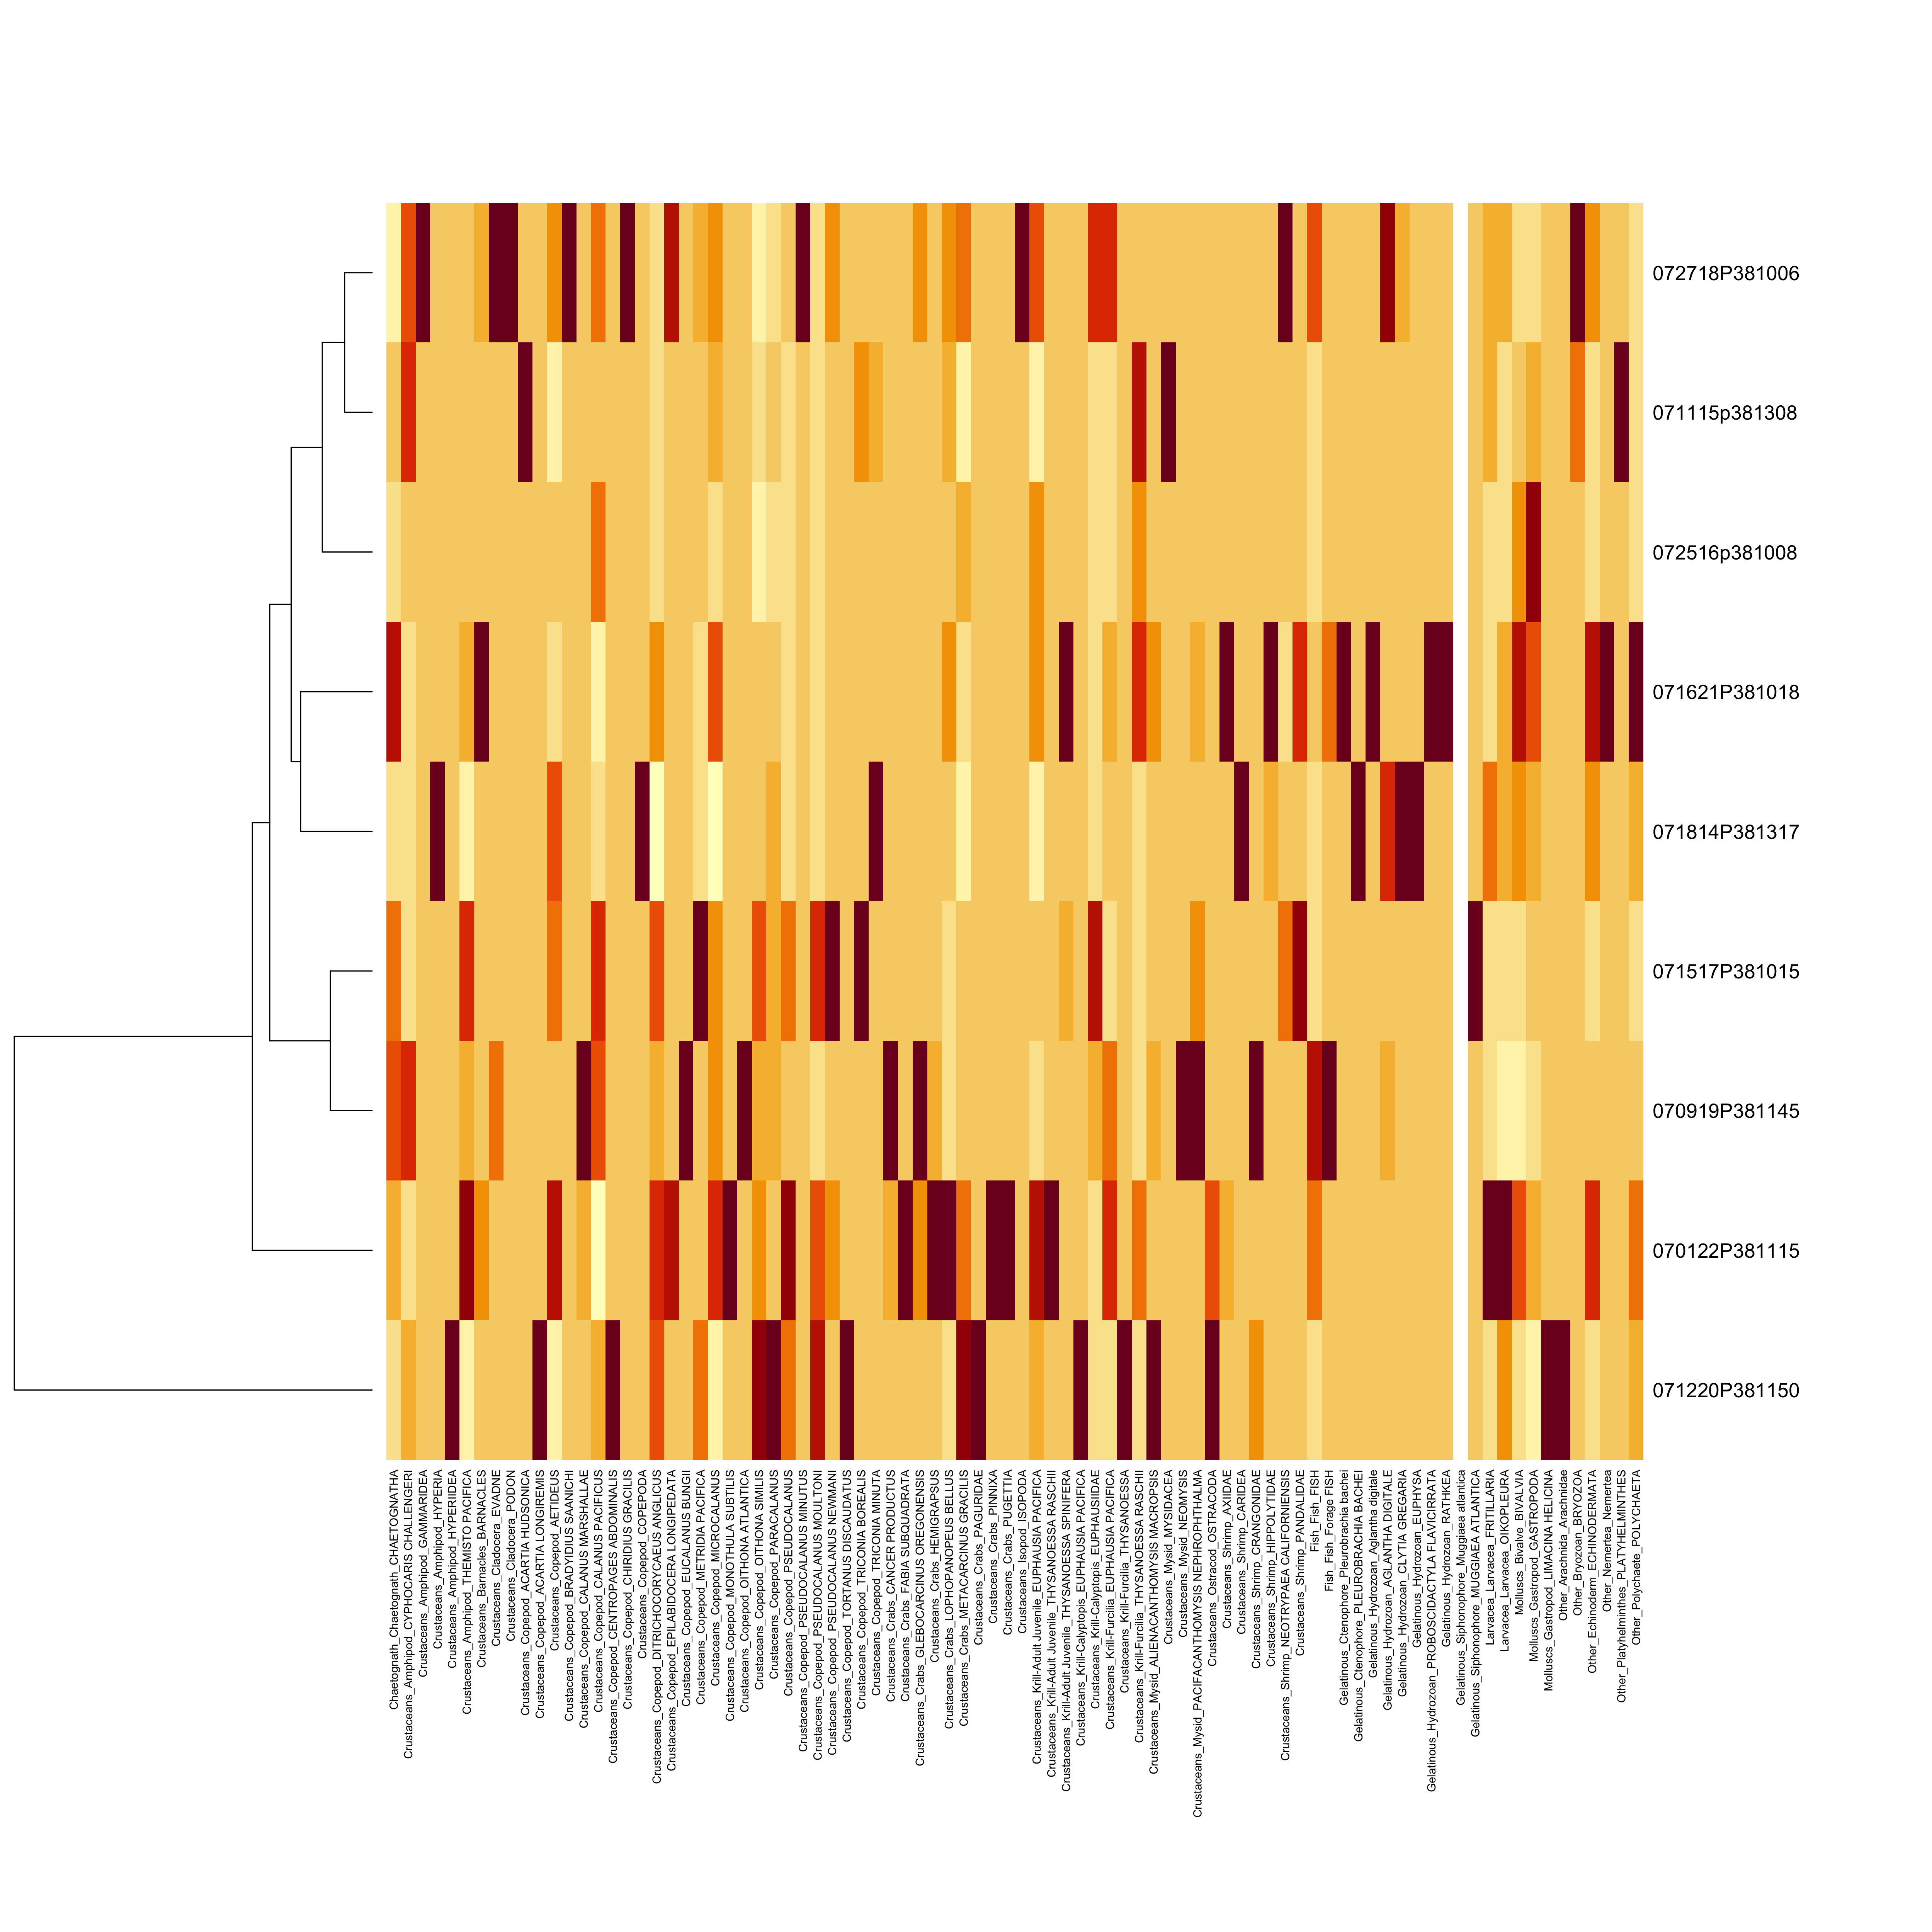 072718P381006
071115p381308
072516p381008
071621P381018
071814P381317
071517P381015
070919P381145
070122P381115
071220P381150
Chaetognath_Chaetognath_CHAETOGNATHA
Crustaceans_Amphipod_CYPHOCARIS CHALLENGERI
Crustaceans_Amphipod_GAMMARIDEA
Crustaceans_Amphipod_HYPERIA
Crustaceans_Amphipod_HYPERIIDEA
Crustaceans_Amphipod_THEMISTO PACIFICA
Crustaceans_Barnacles_BARNACLES
Crustaceans_Cladocera_EVADNE
Crustaceans_Cladocera_PODON
Crustaceans_Copepod_ACARTIA HUDSONICA
Crustaceans_Copepod_ACARTIA LONGIREMIS
Crustaceans_Copepod_AETIDEUS
Crustaceans_Copepod_BRADYIDIUS SAANICHI
Crustaceans_Copepod_CALANUS MARSHALLAE
Crustaceans_Copepod_CALANUS PACIFICUS
Crustaceans_Copepod_CENTROPAGES ABDOMINALIS
Crustaceans_Copepod_CHIRIDIUS GRACILIS
Crustaceans_Copepod_COPEPODA
Crustaceans_Copepod_DITRICHOCORYCAEUS ANGLICUS
Crustaceans_Copepod_EPILABIDOCERA LONGIPEDATA
Crustaceans_Copepod_EUCALANUS BUNGII
Crustaceans_Copepod_METRIDIA PACIFICA
Crustaceans_Copepod_MICROCALANUS
Crustaceans_Copepod_MONOTHULA SUBTILIS
Crustaceans_Copepod_OITHONA ATLANTICA
Crustaceans_Copepod_OITHONA SIMILIS
Crustaceans_Copepod_PARACALANUS
Crustaceans_Copepod_PSEUDOCALANUS
Crustaceans_Copepod_PSEUDOCALANUS MINUTUS
Crustaceans_Copepod_PSEUDOCALANUS MOULTONI
Crustaceans_Copepod_PSEUDOCALANUS NEWMANI
Crustaceans_Copepod_TORTANUS DISCAUDATUS
Crustaceans_Copepod_TRICONIA BOREALIS
Crustaceans_Copepod_TRICONIA MINUTA
Crustaceans_Crabs_CANCER PRODUCTUS
Crustaceans_Crabs_FABIA SUBQUADRATA
Crustaceans_Crabs_GLEBOCARCINUS OREGONENSIS
Crustaceans_Crabs_HEMIGRAPSUS
Crustaceans_Crabs_LOPHOPANOPEUS BELLUS
Crustaceans_Crabs_METACARCINUS GRACILIS
Crustaceans_Crabs_PAGURIDAE
Crustaceans_Crabs_PINNIXA
Crustaceans_Crabs_PUGETTIA
Crustaceans_Isopod_ISOPODA
Crustaceans_Krill-Adult Juvenile_EUPHAUSIA PACIFICA
Crustaceans_Krill-Adult Juvenile_THYSANOESSA RASCHII
Crustaceans_Krill-Adult Juvenile_THYSANOESSA SPINIFERA
Crustaceans_Krill-Calyptopis_EUPHAUSIA PACIFICA
Crustaceans_Krill-Calyptopis_EUPHAUSIIDAE
Crustaceans_Krill-Furcilia_EUPHAUSIA PACIFICA
Crustaceans_Krill-Furcilia_THYSANOESSA
Crustaceans_Krill-Furcilia_THYSANOESSA RASCHII
Crustaceans_Mysid_ALIENACANTHOMYSIS MACROPSIS
Crustaceans_Mysid_MYSIDACEA
Crustaceans_Mysid_NEOMYSIS
Crustaceans_Mysid_PACIFACANTHOMYSIS NEPHROPHTHALMA
Crustaceans_Ostracod_OSTRACODA
Crustaceans_Shrimp_AXIIDAE
Crustaceans_Shrimp_CARIDEA
Crustaceans_Shrimp_CRANGONIDAE
Crustaceans_Shrimp_HIPPOLYTIDAE
Crustaceans_Shrimp_NEOTRYPAEA CALIFORNIENSIS
Crustaceans_Shrimp_PANDALIDAE
Fish_Fish_FISH
Fish_Fish_Forage FISH
Gelatinous_Ctenophore_Pleurobrachia bachei
Gelatinous_Ctenophore_PLEUROBRACHIA BACHEI
Gelatinous_Hydrozoan_Aglantha digitale
Gelatinous_Hydrozoan_AGLANTHA DIGITALE
Gelatinous_Hydrozoan_CLYTIA GREGARIA
Gelatinous_Hydrozoan_EUPHYSA
Gelatinous_Hydrozoan_PROBOSCIDACTYLA FLAVICIRRATA
Gelatinous_Hydrozoan_RATHKEA
Gelatinous_Siphonophore_Muggiaea atlantica
Gelatinous_Siphonophore_MUGGIAEA ATLANTICA
Larvacea_Larvacea_FRITILLARIA
Larvacea_Larvacea_OIKOPLEURA
Molluscs_Bivalve_BIVALVIA
Molluscs_Gastropod_GASTROPODA
Molluscs_Gastropod_LIMACINA HELICINA
Other_Arachnida_Arachnidae
Other_Bryozoan_BRYOZOA
Other_Echinoderm_ECHINODERMATA
Other_Nemertea_Nemertea
Other_Platyhelminthes_PLATYHELMINTHES
Other_Polychaete_POLYCHAETA